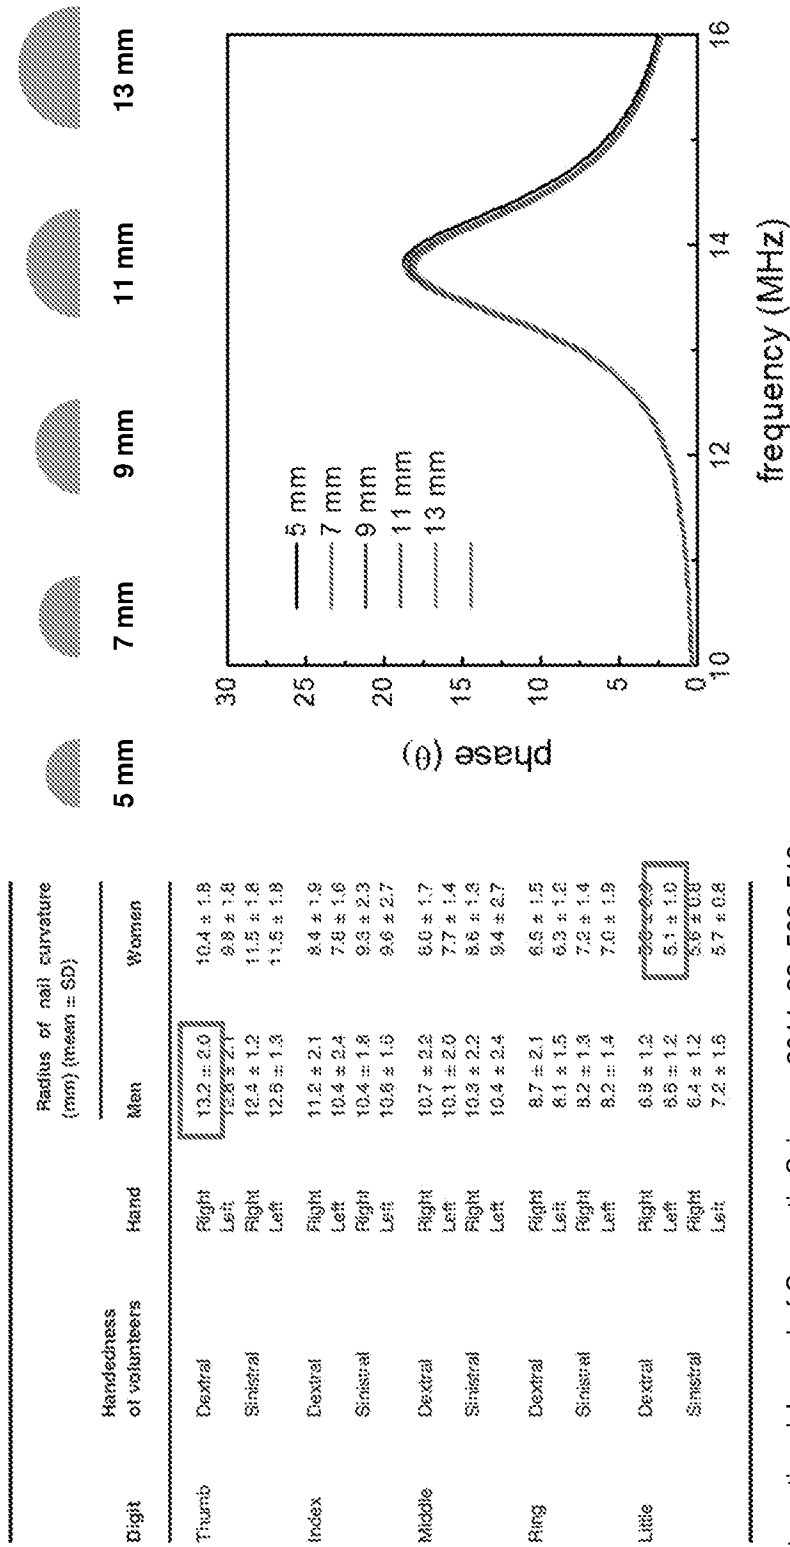 Radius of nail curvature
(mm) (mean ± SD)
Handedness
Digit of volunteers Hand Men Women
Thumb Dextral Right 13.2 ± 2.0 10.4 ± 1.8
Left 12.8 ± 2.1 9.8 ± 1.8
Sinistral Right 12.4 ± 1.2 11.5 ± 1.8
Left 12.5 ± 1.3 11.5 ± 1.8
Index Dextral Right 11.2 ± 2.1 8.4 ± 1.9
Left 10.4 ± 2.4 7.8 ± 1.6
Sinistral Right 10.4 ± 1.8 9.3 ± 2.3
Left 10.6 ± 1.6 9.6 ± 2.7
Middle Dextral Right 10.7 ± 2.2 8.0 ± 1.7
Left 10.1 ± 2.0 7.7 ± 1.4
Sinistral Right 10.3 ± 2.2 8.6 ± 1.3
Left 10.4 ± 2.4 9.4 ± 2.7
Ring Dextral Right 8.7 ± 2.1 6.5 ± 1.5
Left 8.1 ± 1.5 6.3 ± 1.2
Sinistral Right 8.2 ± 1.3 7.3 ± 1.4
Left 8.2 ± 1.4 7.0 ± 1.9
Little Dextral Right 6.8 ± 1.2
Left 6.6 ± 1.2 5.1 ± 1.0
Sinistral Right 6.4 ± 1.2 5.6 ± 0.8
Left 7.2 ± 1.6 5.7 ± 0.8
5 mm 7 mm 9 mm 11 mm 13 mm
phase (θ)
30
25
20
15
10
5
0
5 mm
7 mm
9 mm
11 mm
13 mm
10 12 14 16
frequency (MHz)